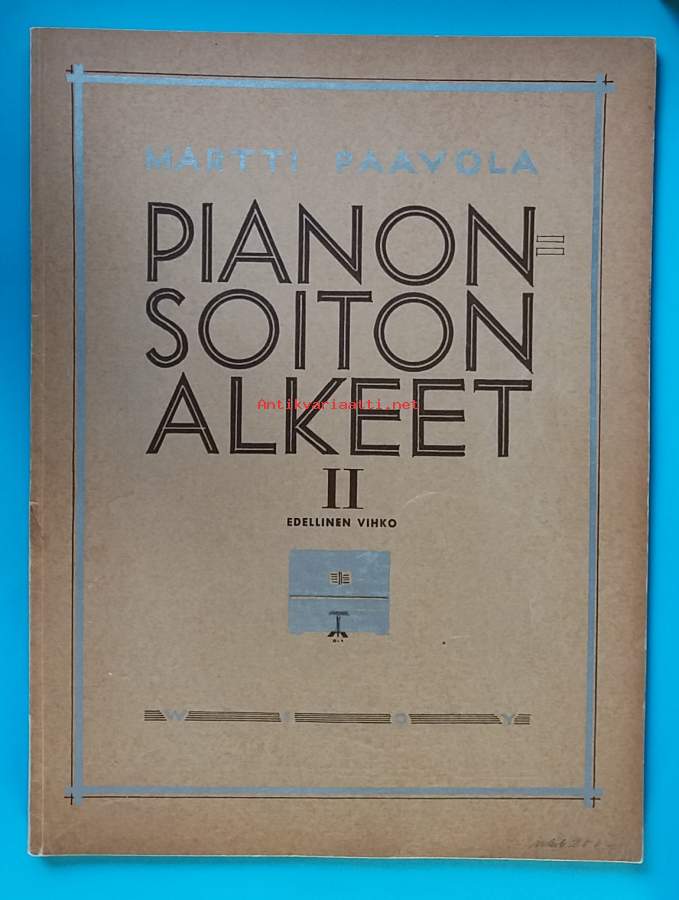 MARTTI PAAVOLA
PIANON=
SOITON
ALKEET
Antikvariaatti.net
II
EDELLINEN VIHKO
W S O Y